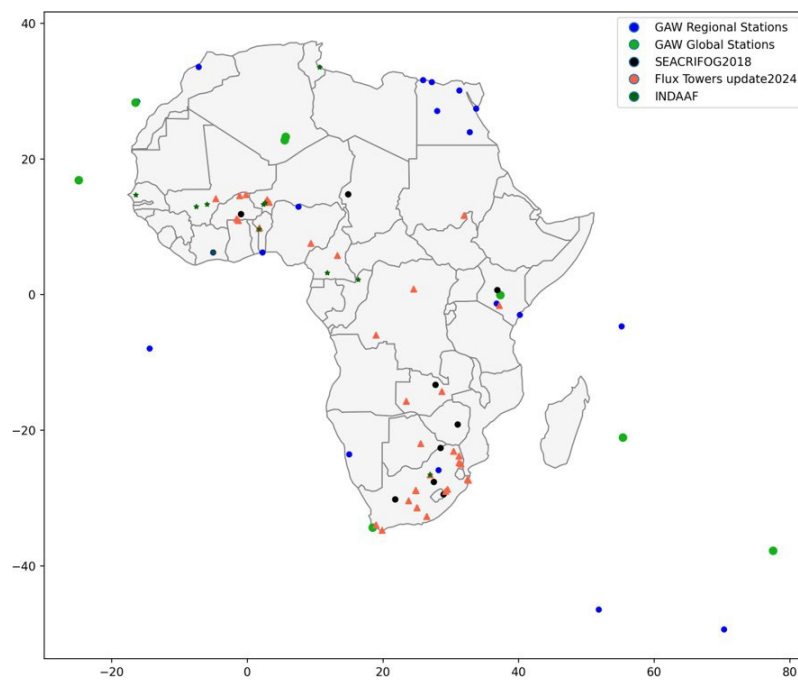 GAW Regional Stations
GAW Global Stations
SEACRIFOG2018
Flux Towers update2024
INDAAF
40
20
0
−20
−40
−20
0
20
40
60
80